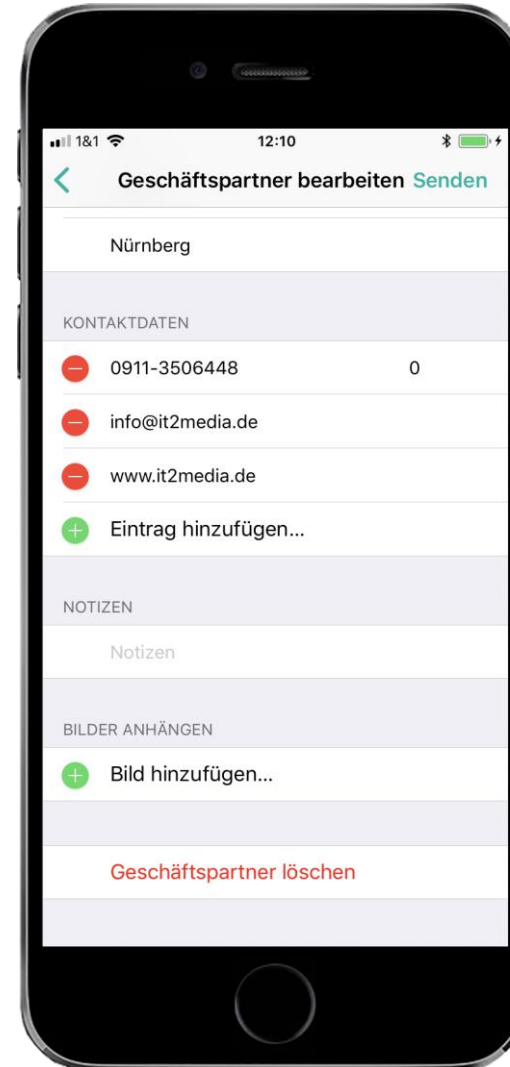 1&1 12:10
Geschäftspartner bearbeiten Senden
Nürnberg
KONTAKTDATEN
0911-3506448 0
info@it2media.de
www.it2media.de
Eintrag hinzufügen...
NOTIZEN
Notizen
BILDER ANHÄNGEN
Bild hinzufügen...
Geschäftspartner löschen